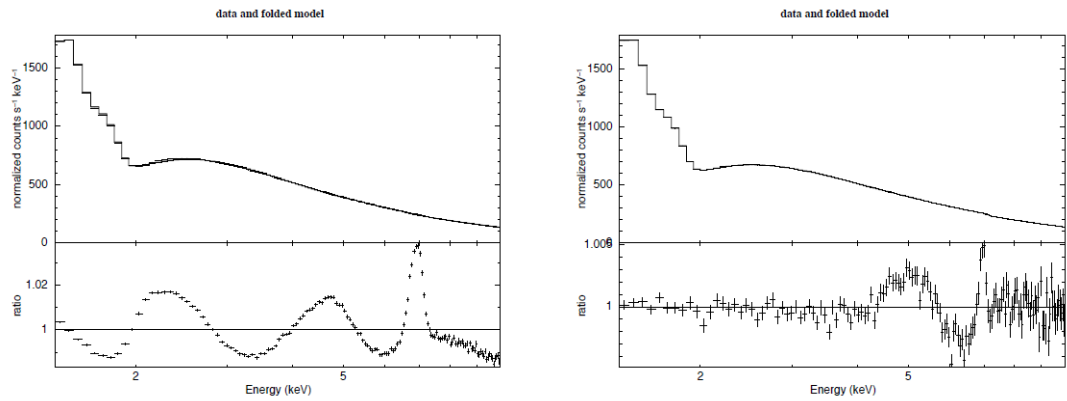 data and folded model
normalized counts s⁻¹ keV⁻¹
1500
1000
500
0
ratio
1.02
1
2
5
Energy (keV)
data and folded model
normalized counts s⁻¹ keV⁻¹
1500
1000
500
0
ratio
1.005
1
2
5
Energy (keV)